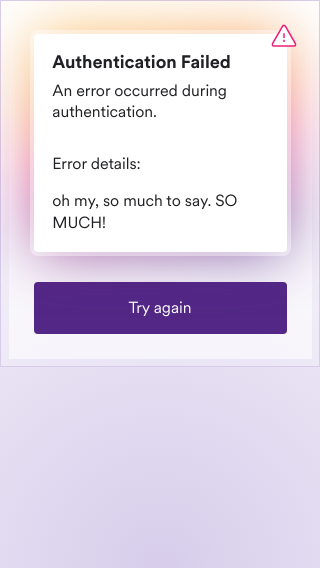 Authentication Failed
An error occurred during
authentication.
Error details:
oh my, so much to say. SO
MUCH!
Try again